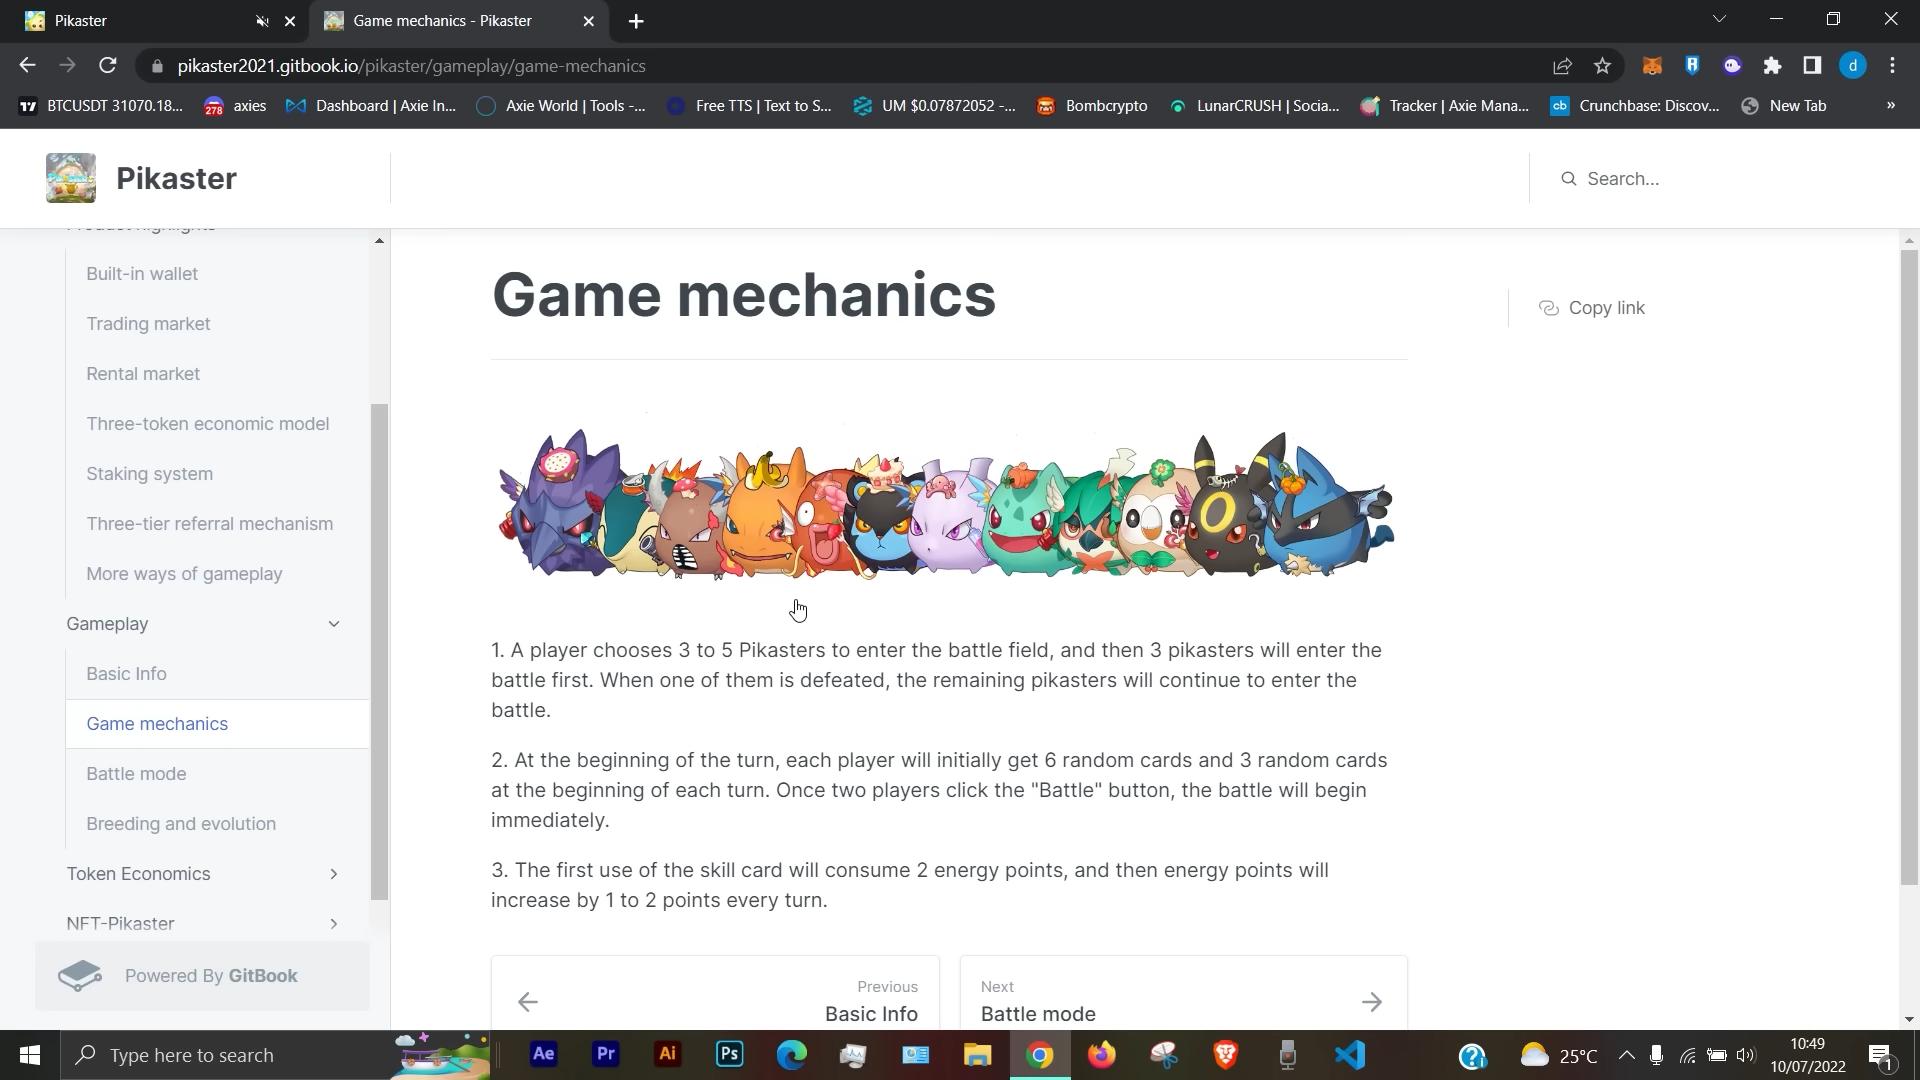 Pikaster
Game mechanics - Pikaster
pikaster2021.gitbook.io/pikaster/gameplay/game-mechanics
d
BTCUSDT 31070.18...
278
axies
Dashboard | Axie In...
Axie World | Tools -...
Free TTS | Text to S...
UM $0.07872052 -...
Bombcrypto
LunarCRUSH | Socia...
Tracker | Axie Mana...
cb
Crunchbase: Discov...
New Tab
»
Pikaster
Search...
Product highlights
Built-in wallet
Trading market
Rental market
Three-token economic model
Staking system
Three-tier referral mechanism
More ways of gameplay
Gameplay
Basic Info
Game mechanics
Battle mode
Breeding and evolution
Token Economics
NFT-Pikaster
Powered By GitBook
Game mechanics
Copy link
1. A player chooses 3 to 5 Pikasters to enter the battle field, and then 3 pikasters will enter the
battle first. When one of them is defeated, the remaining pikasters will continue to enter the
battle.
2. At the beginning of the turn, each player will initially get 6 random cards and 3 random cards
at the beginning of each turn. Once two players click the "Battle" button, the battle will begin
immediately.
3. The first use of the skill card will consume 2 energy points, and then energy points will
increase by 1 to 2 points every turn.
Previous
Basic Info
Next
Battle mode
Type here to search
Ae
Pr
Ai
Ps
25°C
10:49
10/07/2022
1